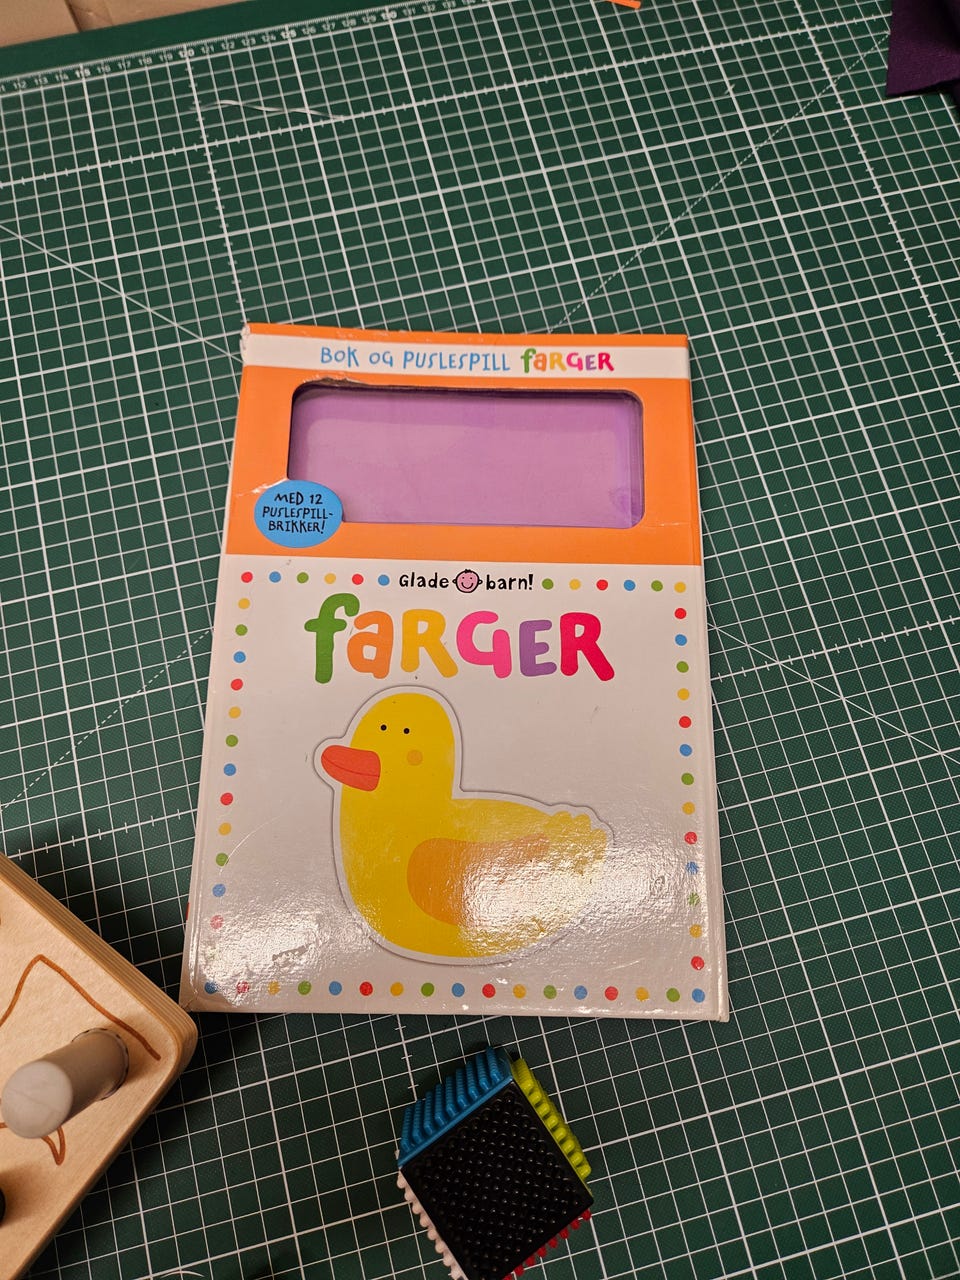 BOK OG PUSLESPILL faRGER
MED 12
PUSLESPILL-
BRIKKER!
Glade barn!
faRGER